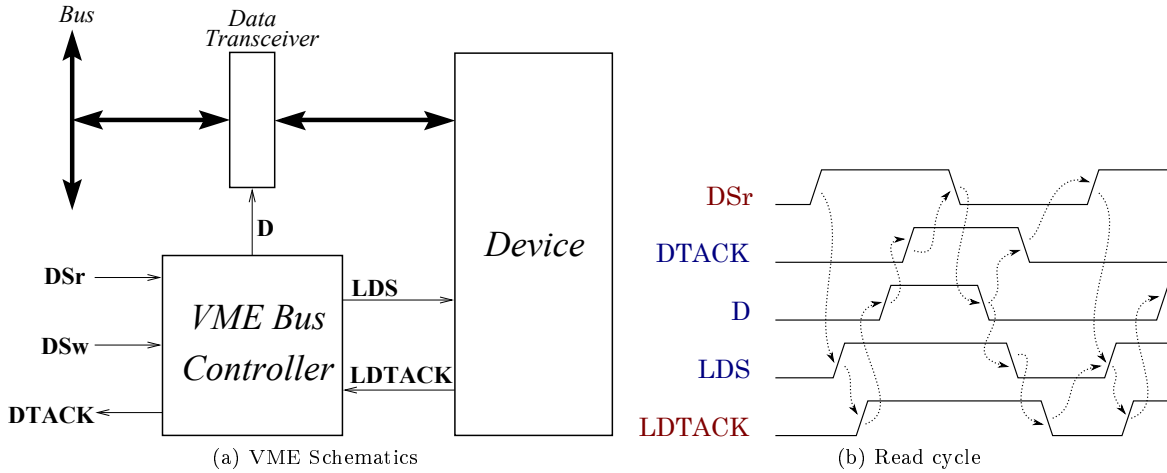 Bus
Data
Transceiver
D
Device
DSr
LDS
VME Bus
Controller
DSw
LDTACK
DTACK
(a) VME Schematics
DSr
DTACK
D
LDS
LDTACK
(b) Read cycle